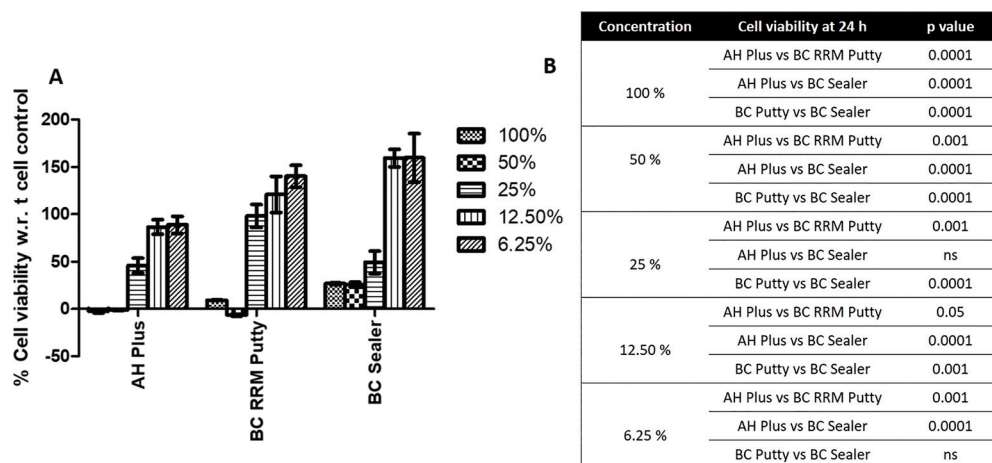 A
% Cell viability w.r. t cell control
200
150
100
50
0
-50
AH Plus
BC RRM Putty
BC Sealer
100%
50%
25%
12.50%
6.25%
B
Concentration Cell viability at 24 h p value
100 %
AH Plus vs BC RRM Putty 0.0001
AH Plus vs BC Sealer 0.0001
BC Putty vs BC Sealer 0.0001
50 %
AH Plus vs BC RRM Putty 0.001
AH Plus vs BC Sealer 0.0001
BC Putty vs BC Sealer 0.0001
25 %
AH Plus vs BC RRM Putty 0.001
AH Plus vs BC Sealer ns
BC Putty vs BC Sealer 0.0001
12.50 %
AH Plus vs BC RRM Putty 0.05
AH Plus vs BC Sealer 0.0001
BC Putty vs BC Sealer 0.001
6.25 %
AH Plus vs BC RRM Putty 0.001
AH Plus vs BC Sealer 0.0001
BC Putty vs BC Sealer ns